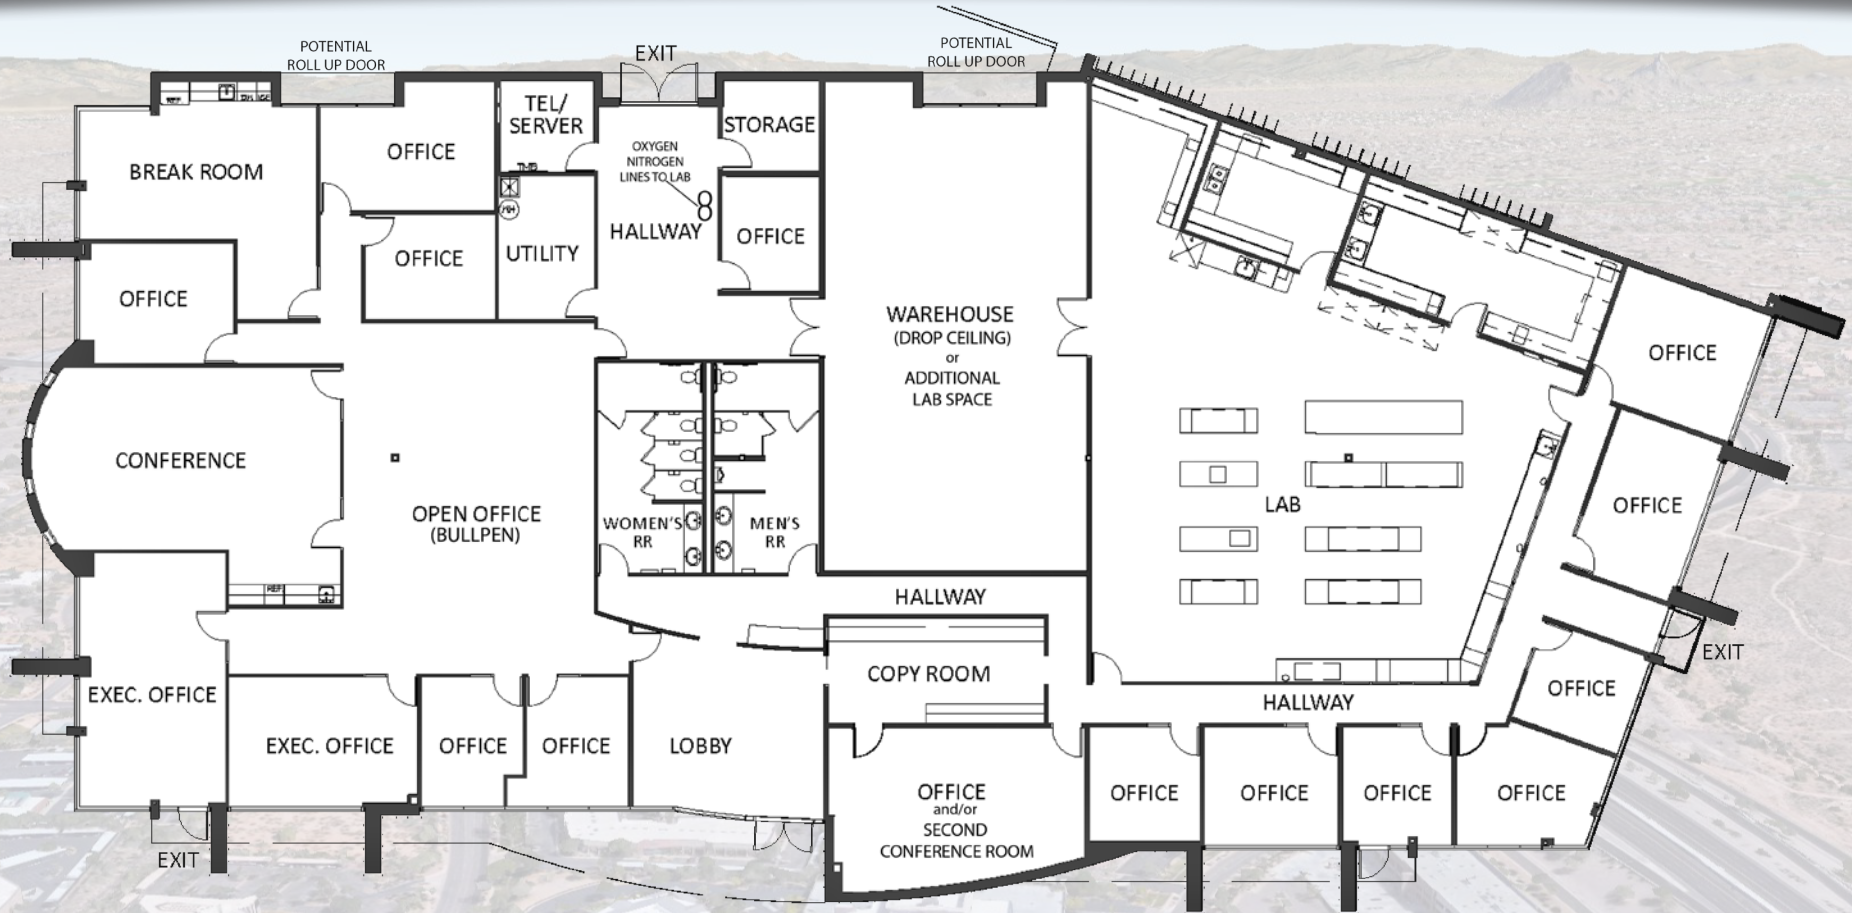 POTENTIAL
ROLL UP DOOR
EXIT
POTENTIAL
ROLL UP DOOR
BREAK ROOM
OFFICE
TEL/
SERVER
STORAGE
OXYGEN
NITROGEN
LINES TO LAB
HALLWAY
OFFICE
OFFICE
UTILITY
OFFICE
WAREHOUSE
(DROP CEILING)
or
ADDITIONAL
LAB SPACE
OFFICE
CONFERENCE
OPEN OFFICE
(BULLPEN)
WOMEN'S
RR
MEN'S
RR
LAB
OFFICE
HALLWAY
EXEC. OFFICE
COPY ROOM
HALLWAY
OFFICE
EXIT
EXEC. OFFICE
OFFICE
OFFICE
LOBBY
OFFICE
and/or
SECOND
CONFERENCE ROOM
OFFICE
OFFICE
OFFICE
OFFICE
EXIT